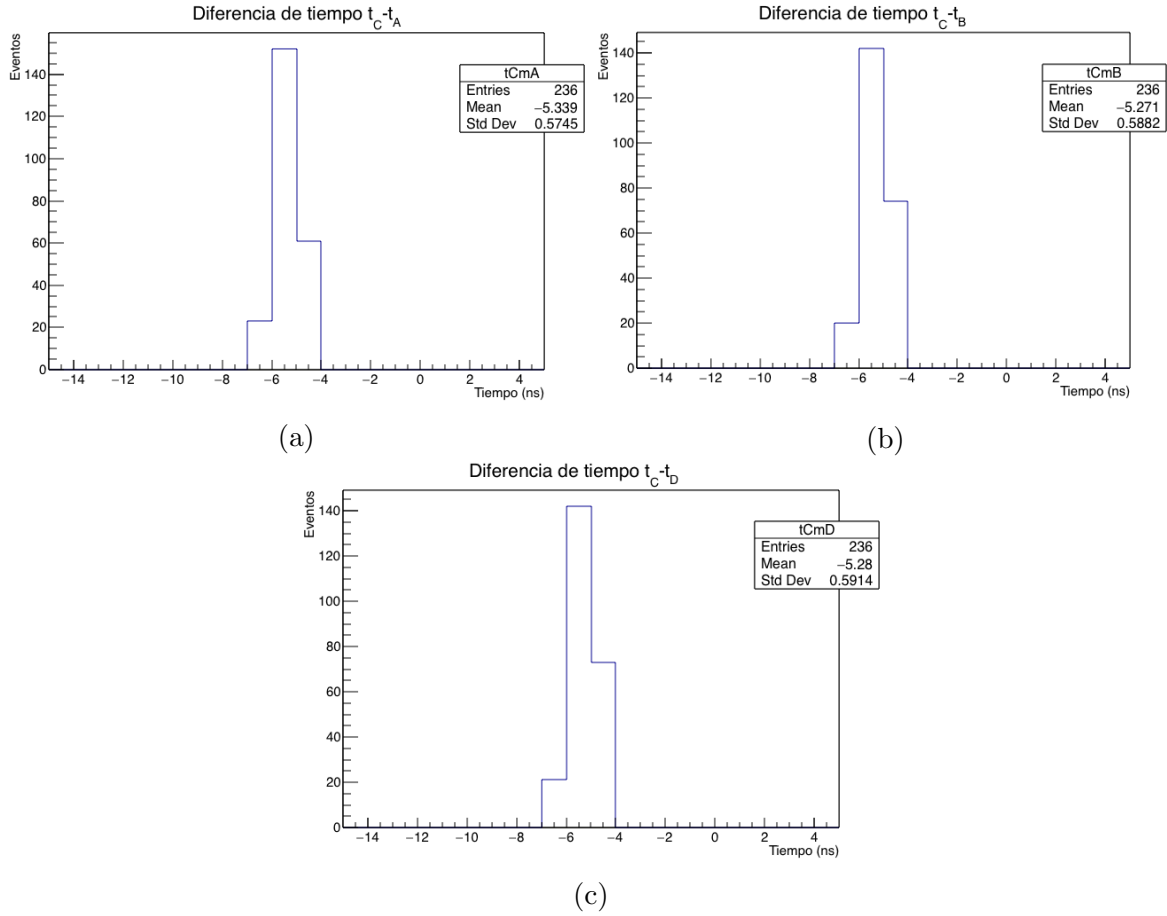 Diferencia de tiempo t_C-t_A
Eventos
tCmA
Entries 236
Mean −5.339
Std Dev 0.5745
140
120
100
80
60
40
20
0
−14 −12 −10 −8 −6 −4 −2 0 2 4
Tiempo (ns)
(a)
Diferencia de tiempo t_C-t_B
Eventos
tCmB
Entries 236
Mean −5.271
Std Dev 0.5882
140
120
100
80
60
40
20
0
−14 −12 −10 −8 −6 −4 −2 0 2 4
Tiempo (ns)
(b)
Diferencia de tiempo t_C-t_D
Eventos
tCmD
Entries 236
Mean −5.28
Std Dev 0.5914
140
120
100
80
60
40
20
0
−14 −12 −10 −8 −6 −4 −2 0 2 4
Tiempo (ns)
(c)